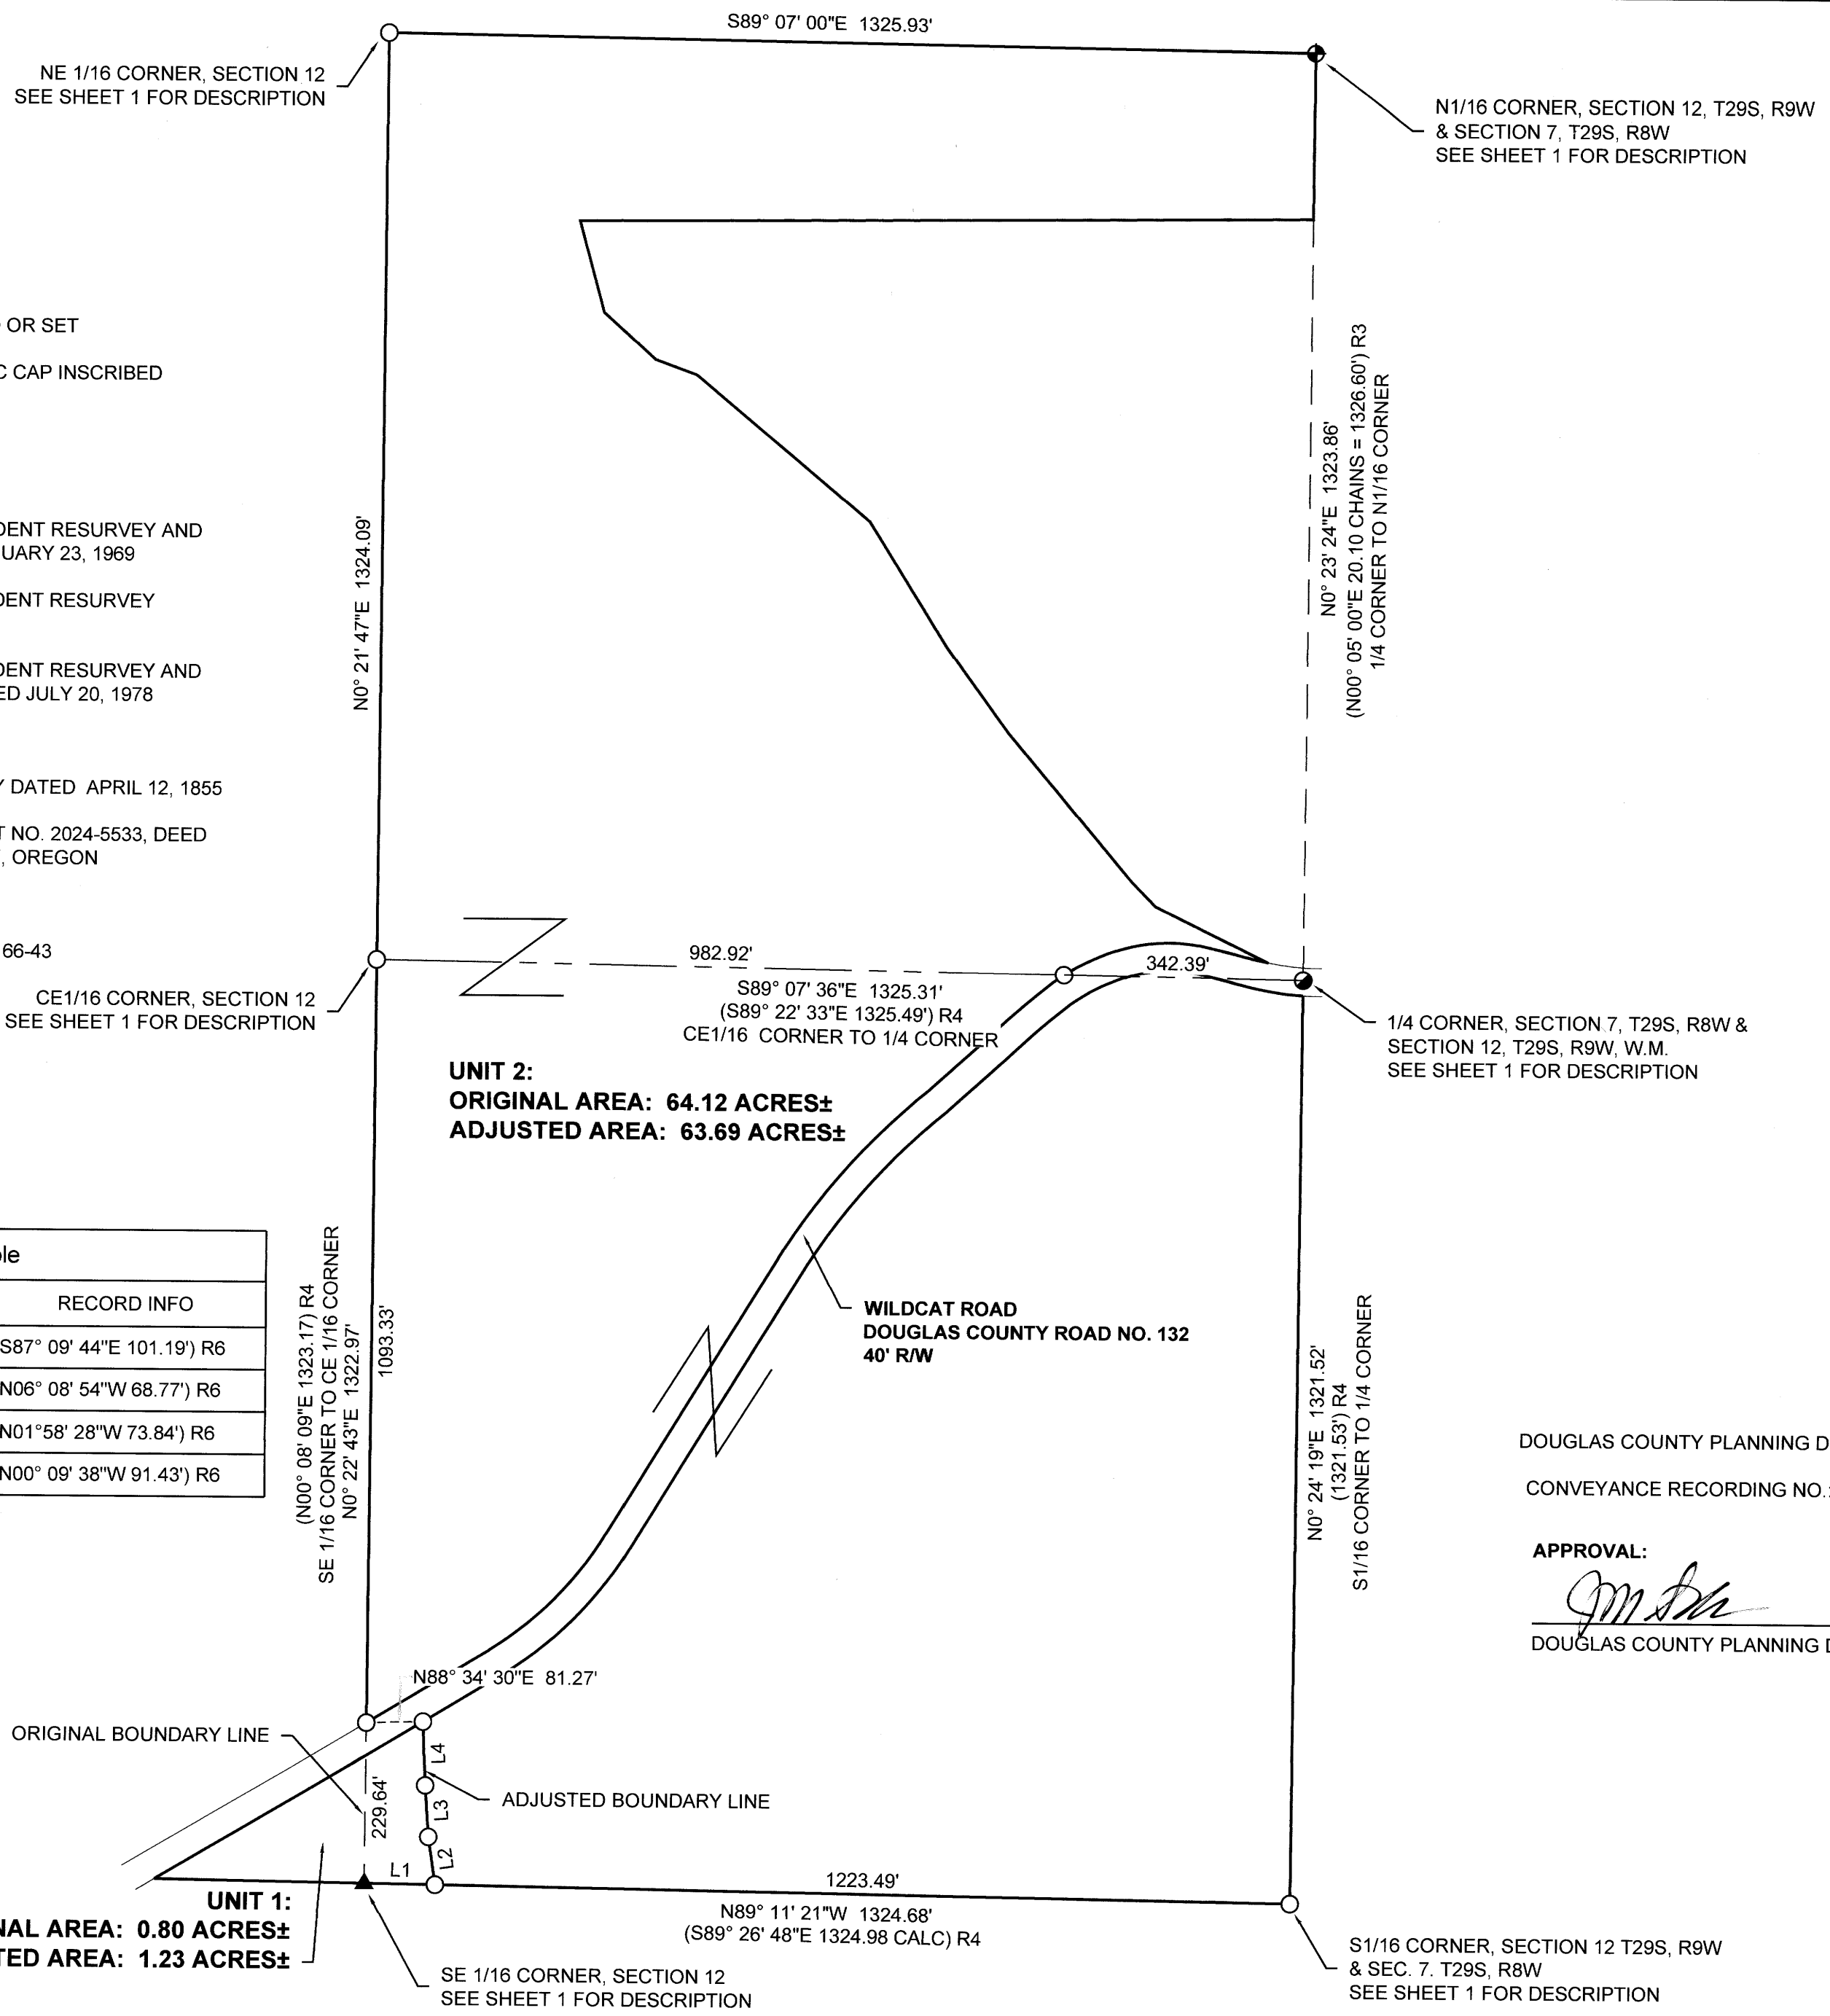 S89° 07' 00"E 1325.93'
NE 1/16 CORNER, SECTION 12
SEE SHEET 1 FOR DESCRIPTION
N1/16 CORNER, SECTION 12, T29S, R9W
& SECTION 7, T29S, R8W
SEE SHEET 1 FOR DESCRIPTION
OR SET
C CAP INSCRIBED
N0° 21' 47"E 1324.09'
N0° 23' 24"E 1323.86'
(N00° 05' 00"E 20.10 CHAINS = 1326.60') R3
1/4 CORNER TO N1/16 CORNER
DENT RESURVEY AND
UARY 23, 1969
DENT RESURVEY
DENT RESURVEY AND
ED JULY 20, 1978
Y DATED APRIL 12, 1855
T NO. 2024-5533, DEED
, OREGON
66-43
CE1/16 CORNER, SECTION 12
SEE SHEET 1 FOR DESCRIPTION
982.92'
342.39'
S89° 07' 36"E 1325.31'
(S89° 22' 33"E 1325.49') R4
CE1/16 CORNER TO 1/4 CORNER
1/4 CORNER, SECTION 7, T29S, R8W &
SECTION 12, T29S, R9W, W.M.
SEE SHEET 1 FOR DESCRIPTION
UNIT 2:
ORIGINAL AREA: 64.12 ACRES±
ADJUSTED AREA: 63.69 ACRES±
ble
RECORD INFO
S87° 09' 44"E 101.19') R6
N06° 08' 54"W 68.77') R6
N01°58' 28"W 73.84') R6
N00° 09' 38"W 91.43') R6
(N00° 08' 09"E 1323.17) R4
SE 1/16 CORNER TO CE 1/16 CORNER
N0° 22' 43"E 1322.97'
1093.33'
WILDCAT ROAD
DOUGLAS COUNTY ROAD NO. 132
40' R/W
N0° 24' 19"E 1321.52'
(1321.53') R4
S1/16 CORNER TO 1/4 CORNER
DOUGLAS COUNTY PLANNING D
CONVEYANCE RECORDING NO.:
APPROVAL:
DOUGLAS COUNTY PLANNING D
N88° 34' 30"E 81.27'
ORIGINAL BOUNDARY LINE
229.64'
L4
L3
L2
L1
ADJUSTED BOUNDARY LINE
1223.49'
N89° 11' 21"W 1324.68'
(S89° 26' 48"E 1324.98 CALC) R4
UNIT 1:
NAL AREA: 0.80 ACRES±
TED AREA: 1.23 ACRES±
SE 1/16 CORNER, SECTION 12
SEE SHEET 1 FOR DESCRIPTION
S1/16 CORNER, SECTION 12 T29S, R9W
& SEC. 7. T29S, R8W
SEE SHEET 1 FOR DESCRIPTION